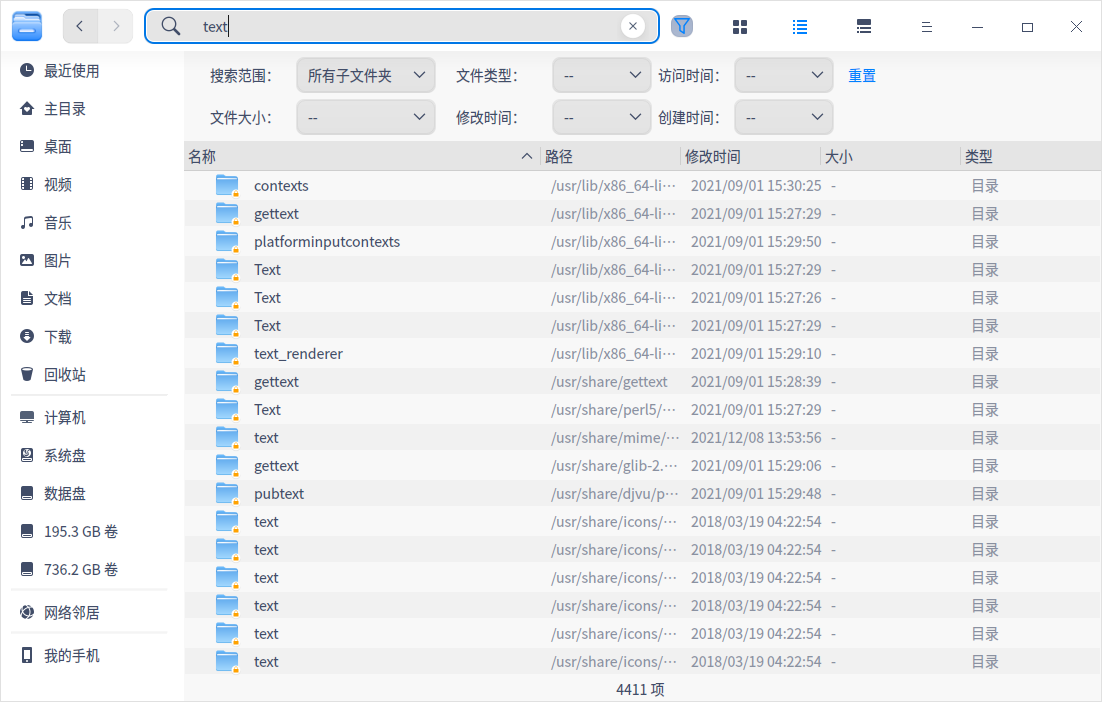 text
最近使用
主目录
桌面
视频
音乐
图片
文档
下载
回收站
计算机
系统盘
数据盘
195.3 GB 卷
736.2 GB 卷
网络邻居
我的手机
搜索范围： 所有子文件夹 文件类型： -- 访问时间： -- 重置
文件大小： -- 修改时间： -- 创建时间： --
名称 路径 修改时间 大小 类型
contexts /usr/lib/x86_64-li… 2021/09/01 15:30:25 - 目录
gettext /usr/lib/x86_64-li… 2021/09/01 15:27:29 - 目录
platforminputcontexts /usr/lib/x86_64-li… 2021/09/01 15:29:50 - 目录
Text /usr/lib/x86_64-li… 2021/09/01 15:27:29 - 目录
Text /usr/lib/x86_64-li… 2021/09/01 15:27:26 - 目录
Text /usr/lib/x86_64-li… 2021/09/01 15:27:29 - 目录
text_renderer /usr/lib/x86_64-li… 2021/09/01 15:29:10 - 目录
gettext /usr/share/gettext 2021/09/01 15:28:39 - 目录
Text /usr/share/perl5/… 2021/09/01 15:27:29 - 目录
text /usr/share/mime/… 2021/12/08 13:53:56 - 目录
gettext /usr/share/glib-2.… 2021/09/01 15:29:06 - 目录
pubtext /usr/share/djvu/p… 2021/09/01 15:29:48 - 目录
text /usr/share/icons/… 2018/03/19 04:22:54 - 目录
text /usr/share/icons/… 2018/03/19 04:22:54 - 目录
text /usr/share/icons/… 2018/03/19 04:22:54 - 目录
text /usr/share/icons/… 2018/03/19 04:22:54 - 目录
text /usr/share/icons/… 2018/03/19 04:22:54 - 目录
text /usr/share/icons/… 2018/03/19 04:22:54 - 目录
4411 项